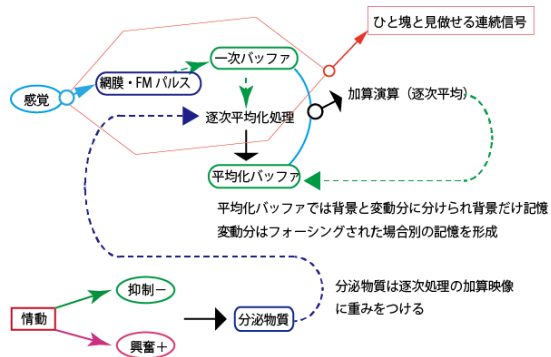 ひと塊と見做せる連続信号
一次バッファ
網膜・FMパルス
感覚
加算演算（逐次平均）
逐次平均化処理
平均化バッファ
平均化バッファでは背景と変動分に分けられ背景だけ記憶
変動分はフォーシングされた場合別の記憶を形成
抑制−
分泌物質は逐次処理の加算映像
に重みをつける
情動
分泌物質
興奮+